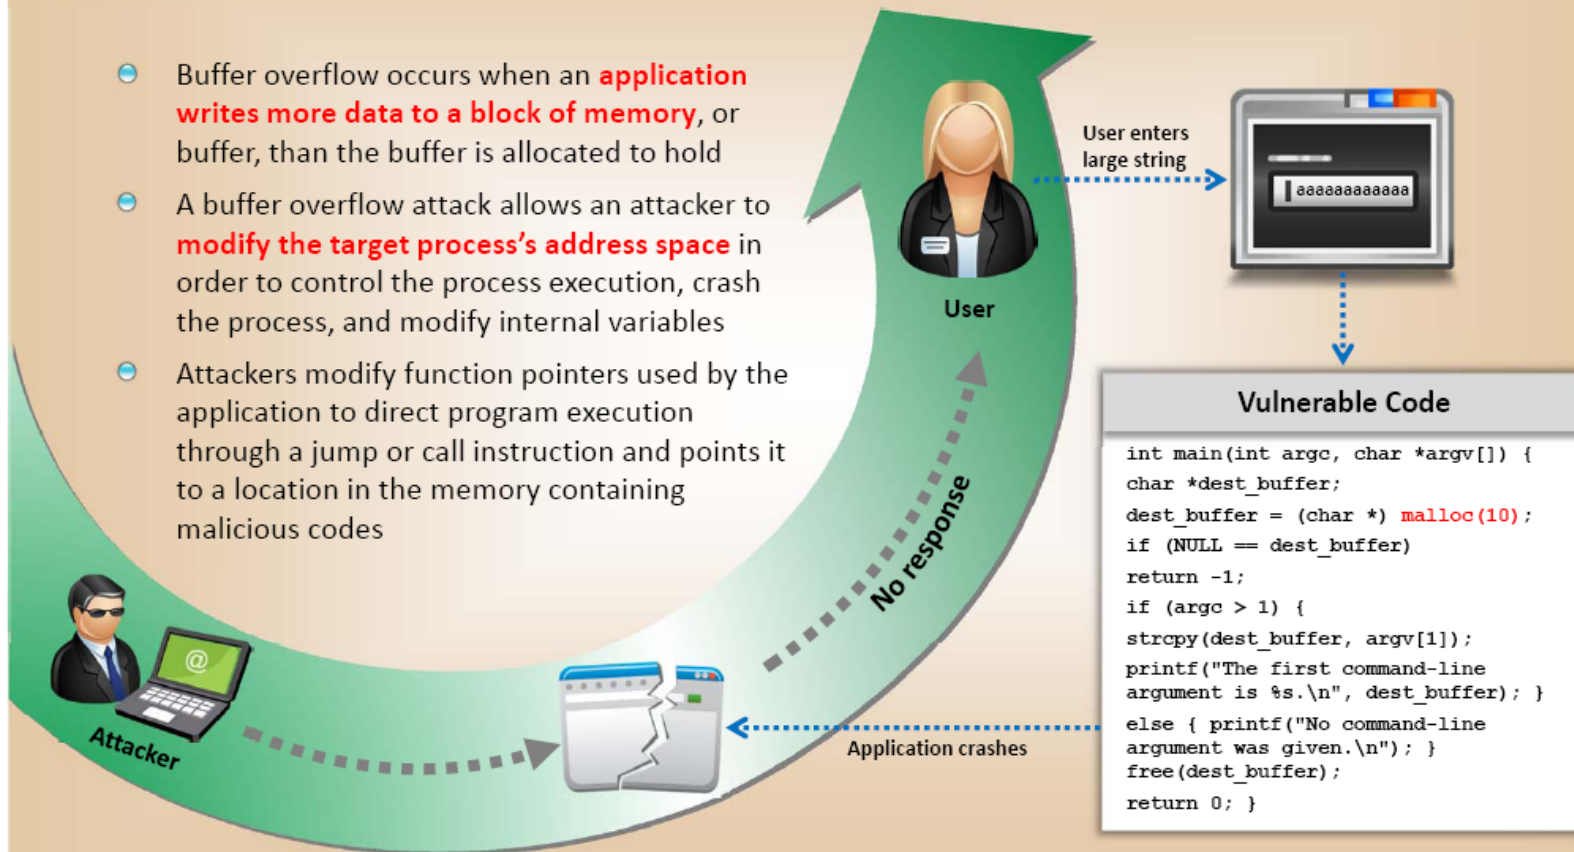 Buffer overflow occurs when an application
writes more data to a block of memory, or
buffer, than the buffer is allocated to hold
A buffer overflow attack allows an attacker to
modify the target process's address space in
order to control the process execution, crash
the process, and modify internal variables
Attackers modify function pointers used by the
application to direct program execution
through a jump or call instruction and points it
to a location in the memory containing
malicious codes
User enters
large string
aaaaaaaaaaaa
User
Vulnerable Code
int main(int argc, char *argv[]) {
char *dest_buffer;
dest_buffer = (char *) malloc(10);
if (NULL == dest_buffer)
return -1;
if (argc > 1) {
strcpy(dest_buffer, argv[1]);
printf("The first command-line
argument is %s.\n", dest_buffer); }
else { printf("No command-line
argument was given.\n"); }
free(dest_buffer);
return 0; }
No response
@
Attacker
Application crashes